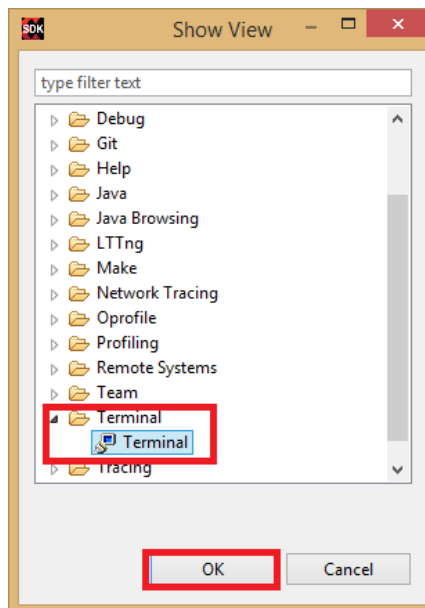 SDK Show View
type filter text
Debug
Git
Help
Java
Java Browsing
LTTng
Make
Network Tracing
Oprofile
Profiling
Remote Systems
Team
Terminal
Terminal
Tracing
OK Cancel